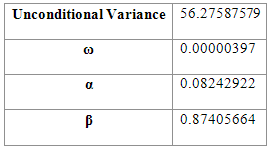 Unconditional Variance 56.27587579
ω 0.00000397
α 0.08242922
β 0.87405664